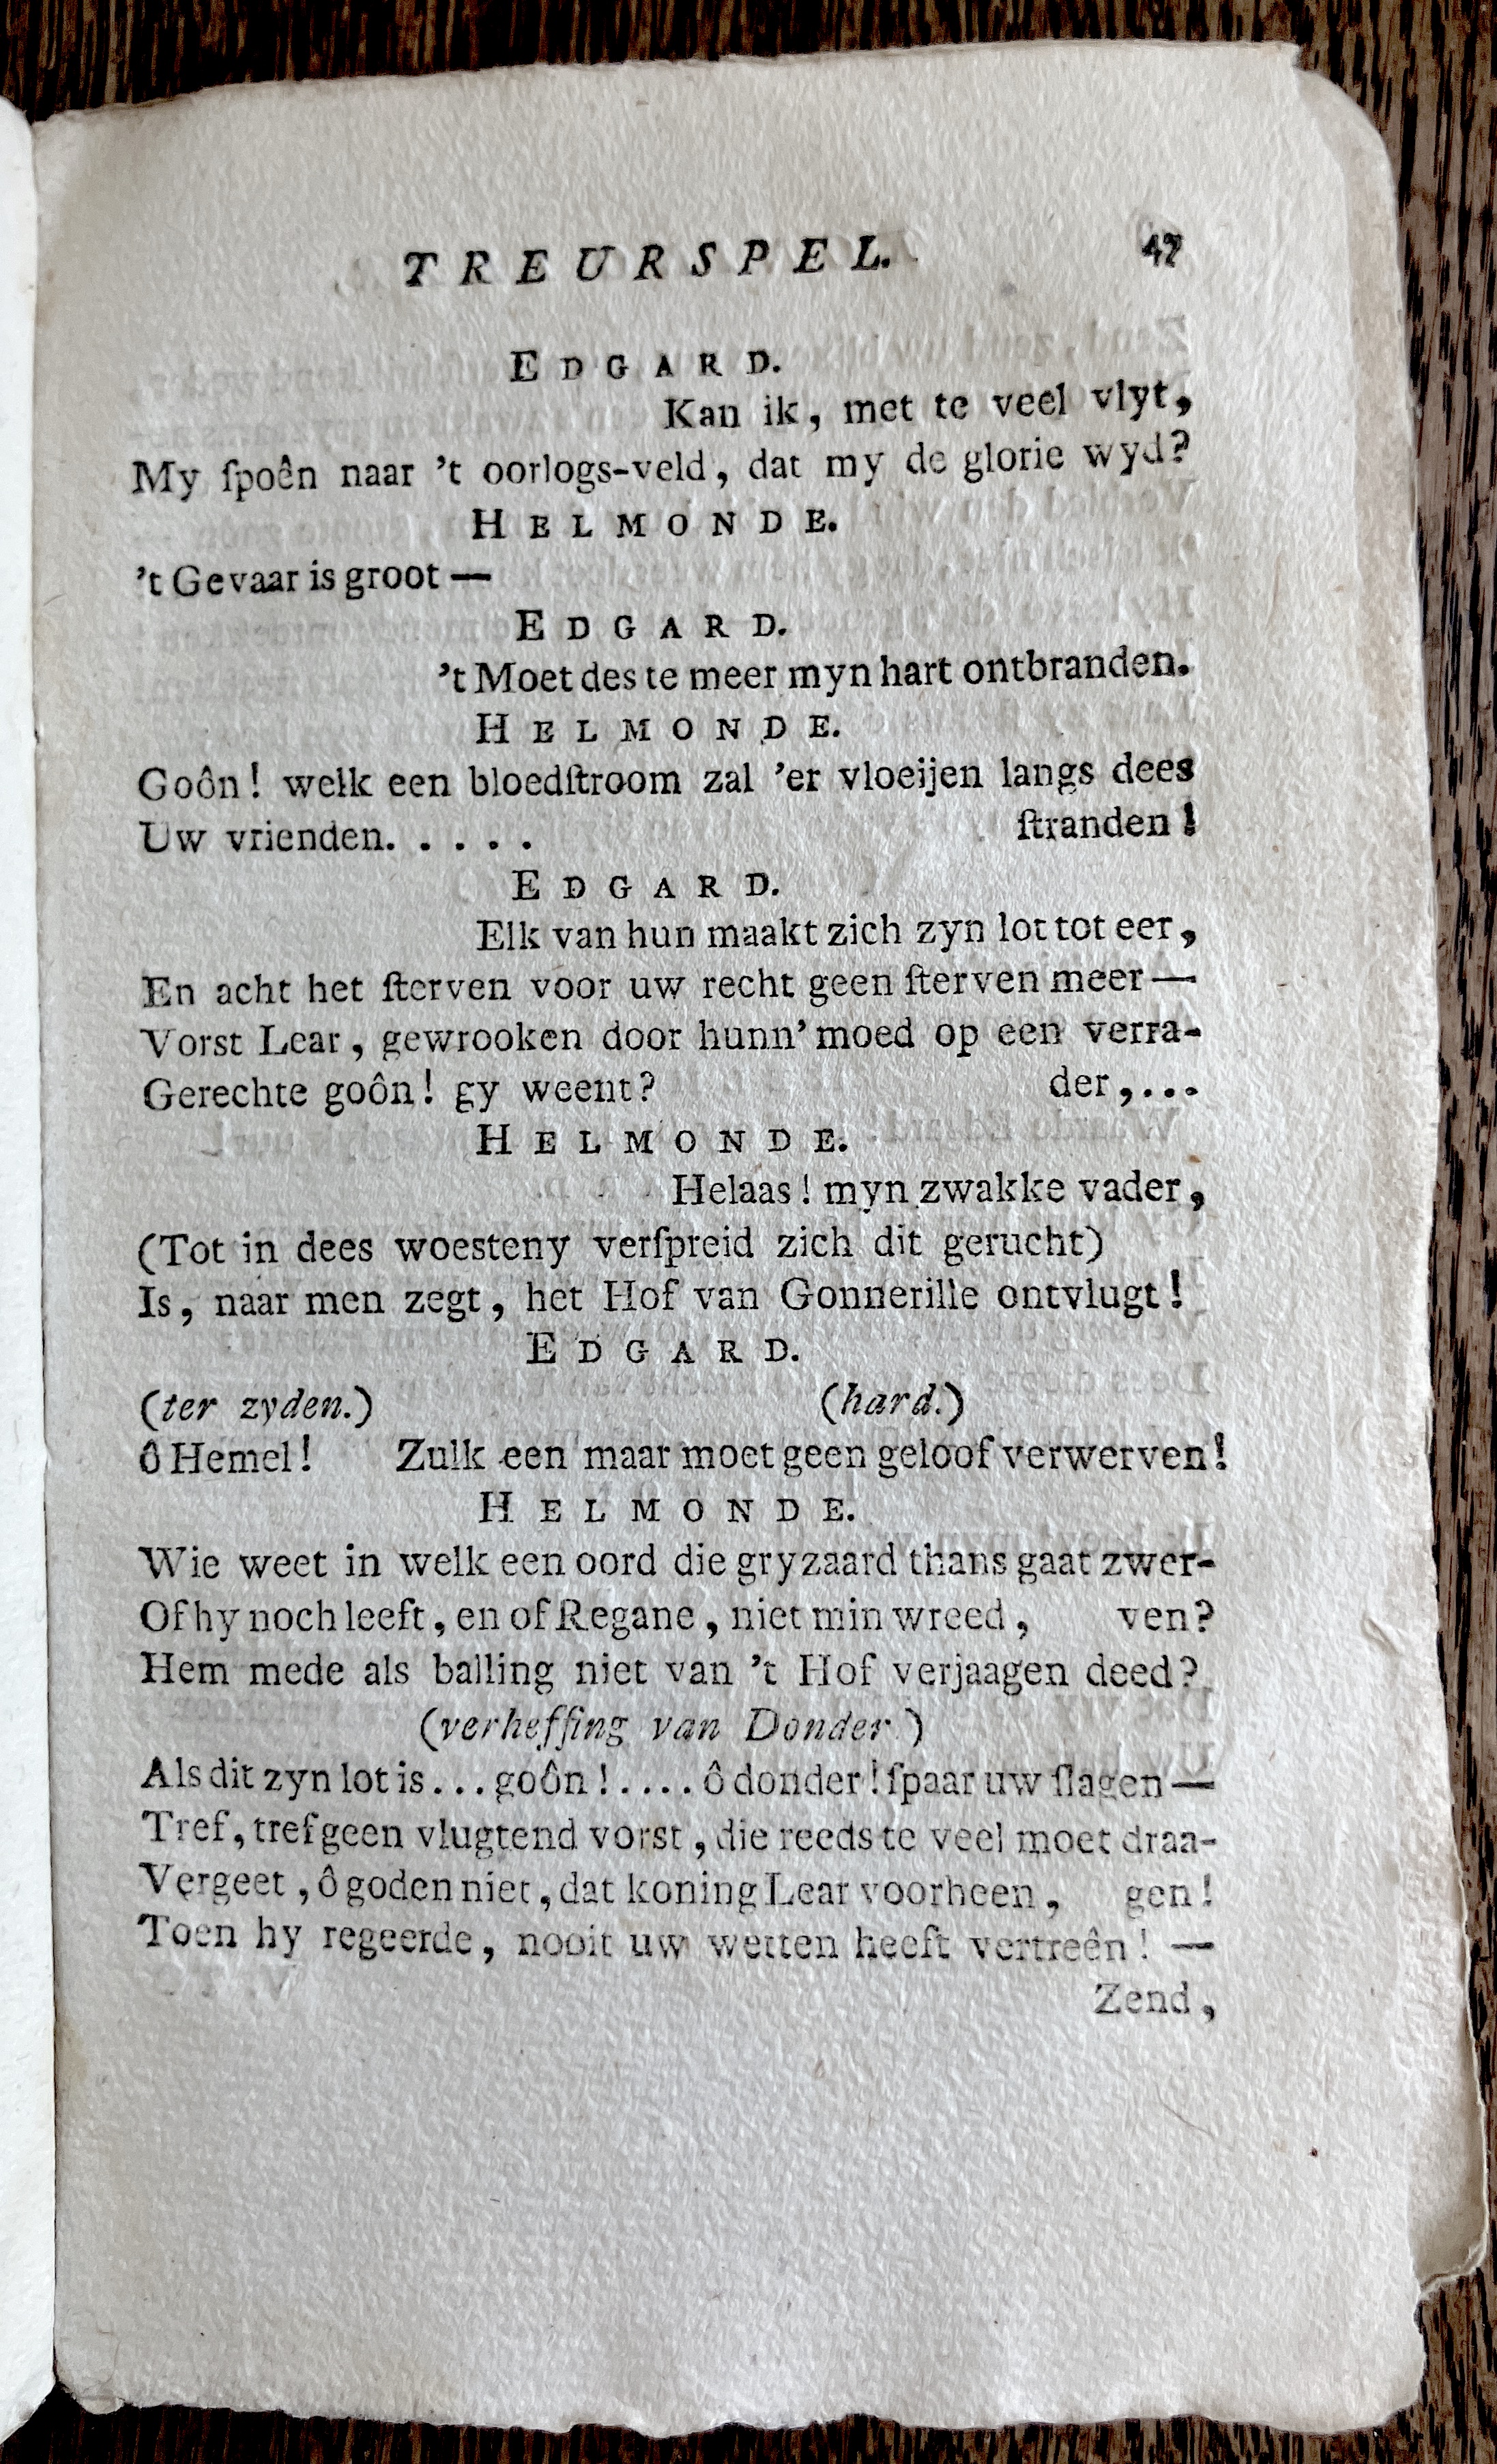 TREURSPEL. 47
EDGARD.
Kan ik, met te veel vlyt,
My ſpoên naar 't oorlogs-veld, dat my de glorie wyd?
HELMONDE.
't Gevaar is groot —
EDGARD.
't Moet des te meer myn hart ontbranden.
HELMONDE.
Goôn! welk een bloedſtroom zal 'er vloeijen langs dees
Uw vrienden. . . . . . ſtranden!
EDGARD.
Elk van hun maakt zich zyn lot tot eer,
En acht het ſterven voor uw recht geen ſterven meer —
Vorst Lear, gewrooken door hunn' moed op een verra-
Gerechte goôn! gy weent? der,...
HELMONDE.
Helaas! myn zwakke vader,
(Tot in dees woesteny verſpreid zich dit gerucht)
Is, naar men zegt, het Hof van Gonnerille ontvlugt!
EDGARD.
(ter zyden.) (hard.)
ô Hemel! Zulk een maar moet geen geloof verwerven!
HELMONDE.
Wie weet in welk een oord die gryzaard thans gaat zwer-
Of hy noch leeft, en of Regane, niet min wreed, ven?
Hem mede als balling niet van 't Hof verjaagen deed?
(verheffing van Donder.)
Als dit zyn lot is... goôn!.... ô donder! ſpaar uw ſlagen —
Tref, tref geen vlugtend vorst, die reeds te veel moet draa-
Vergeet, ô goden niet, dat koning Lear voorheen, gen!
Toen hy regeerde, nooit uw wetten heeft vertreên! —
Zend,